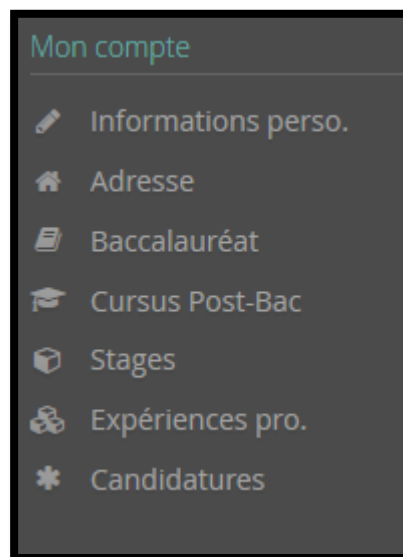 Mon compte
Informations perso.
Adresse
Baccalauréat
Cursus Post-Bac
Stages
Expériences pro.
Candidatures